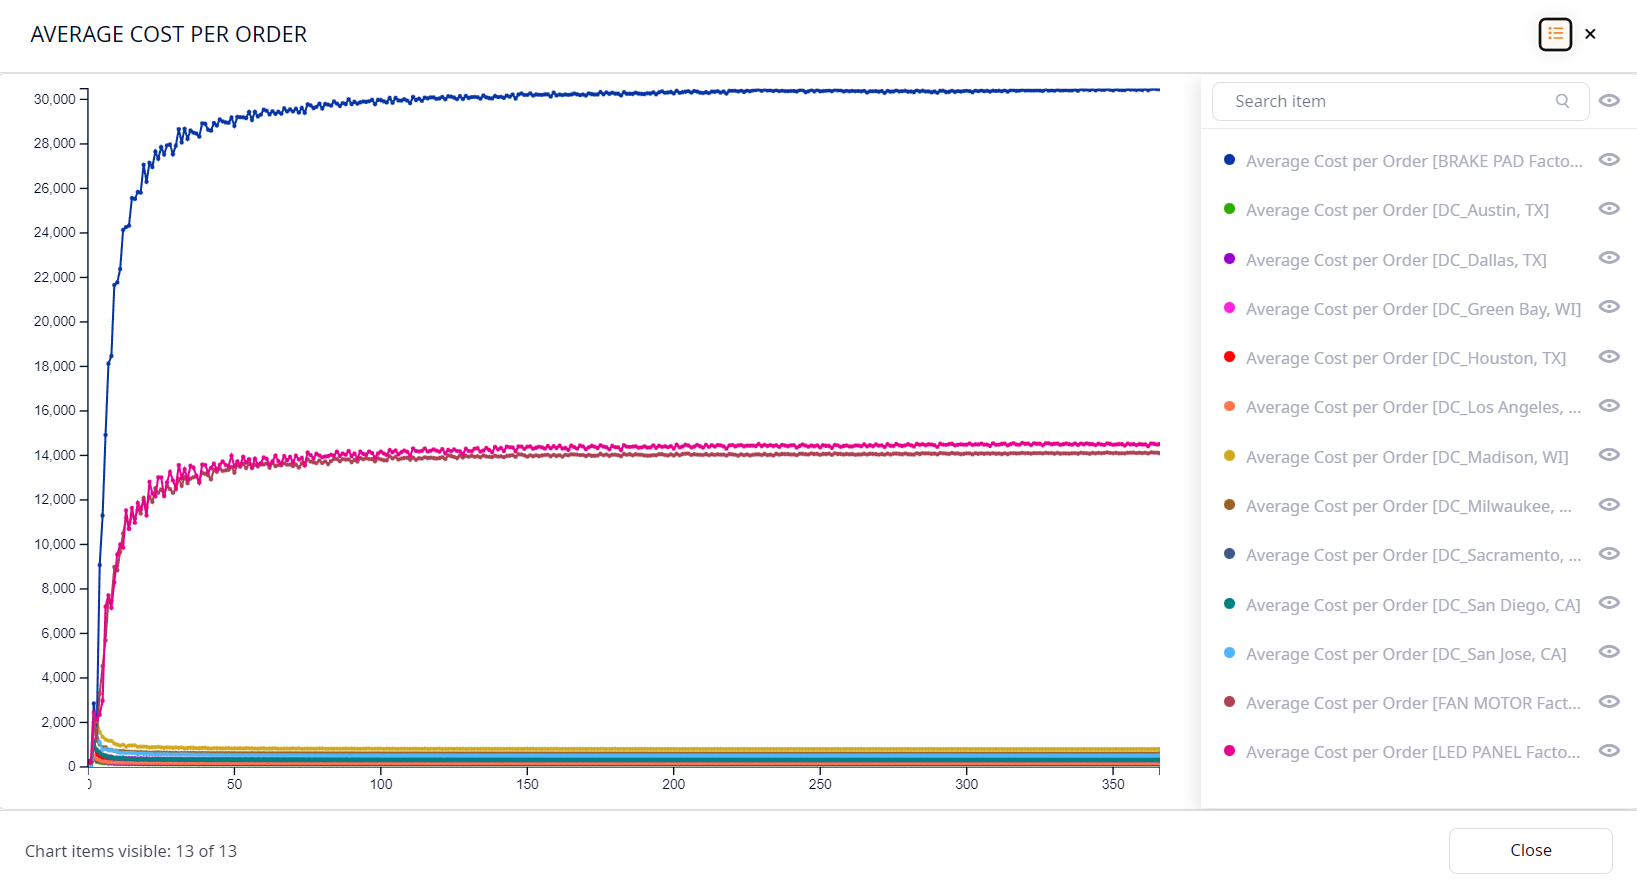 AVERAGE COST PER ORDER
30,000
28,000
26,000
24,000
22,000
20,000
18,000
16,000
14,000
12,000
10,000
8,000
6,000
4,000
2,000
0
0 50 100 150 200 250 300 350
Search item
Average Cost per Order [BRAKE PAD Facto...
Average Cost per Order [DC_Austin, TX]
Average Cost per Order [DC_Dallas, TX]
Average Cost per Order [DC_Green Bay, WI]
Average Cost per Order [DC_Houston, TX]
Average Cost per Order [DC_Los Angeles, ...
Average Cost per Order [DC_Madison, WI]
Average Cost per Order [DC_Milwaukee, ...
Average Cost per Order [DC_Sacramento, ...
Average Cost per Order [DC_San Diego, CA]
Average Cost per Order [DC_San Jose, CA]
Average Cost per Order [FAN MOTOR Fact...
Average Cost per Order [LED PANEL Facto...
Chart items visible: 13 of 13
Close